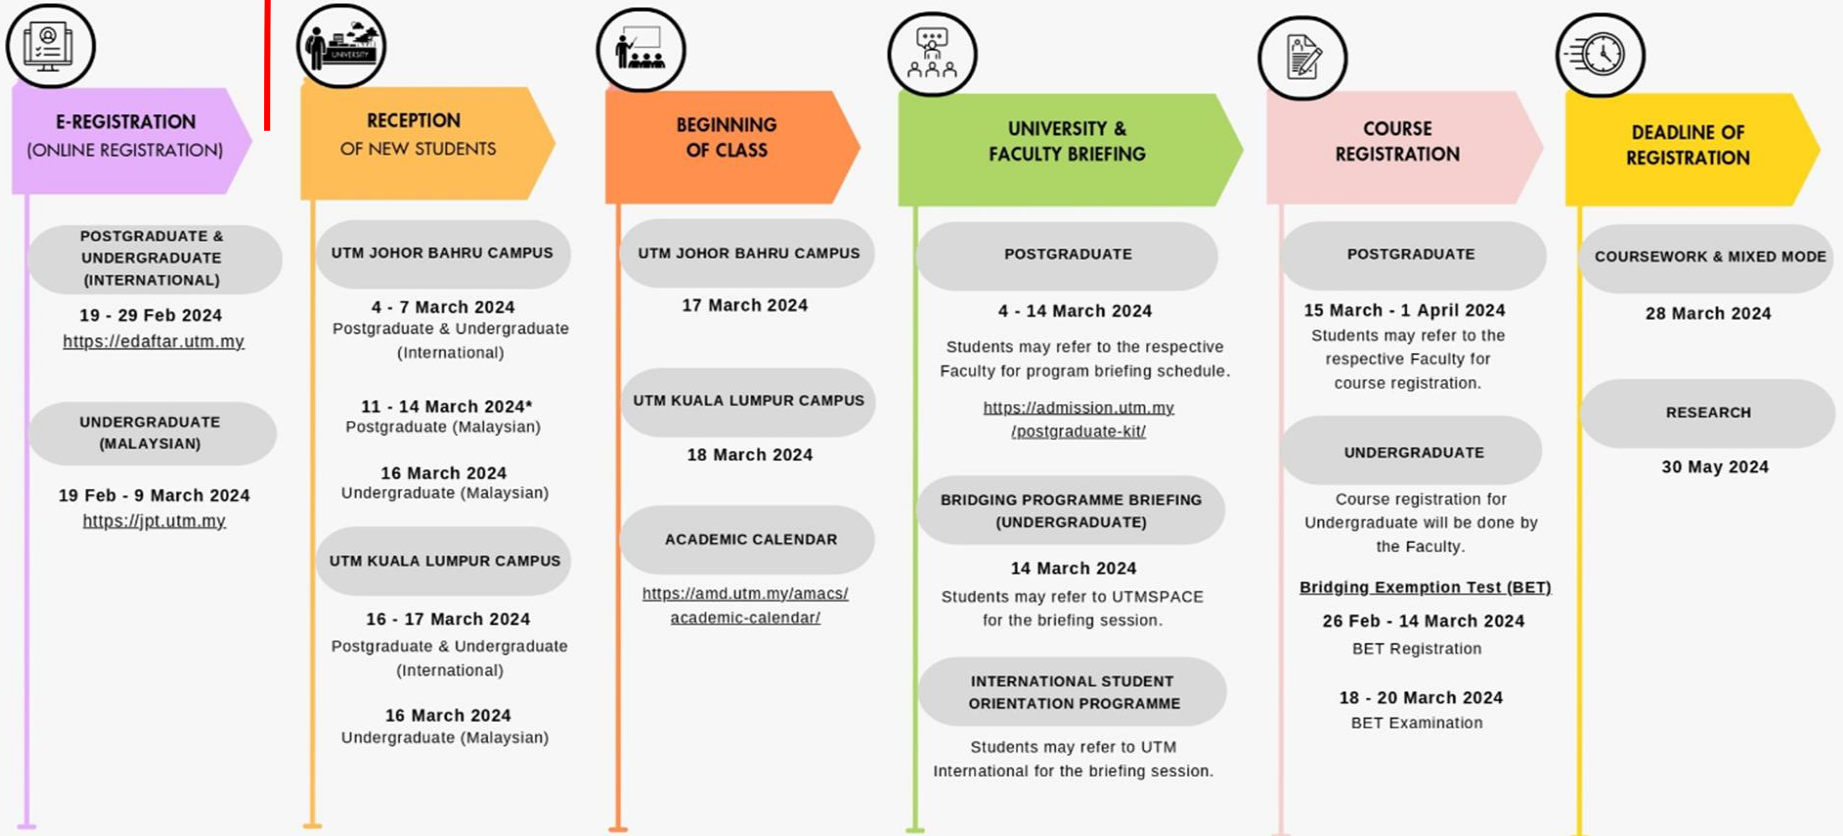 UNIVERSITY
E-REGISTRATION
(ONLINE REGISTRATION)
POSTGRADUATE &
UNDERGRADUATE
(INTERNATIONAL)
19 - 29 Feb 2024
https://edaftar.utm.my
UNDERGRADUATE
(MALAYSIAN)
19 Feb - 9 March 2024
https://jpt.utm.my
RECEPTION
OF NEW STUDENTS
UTM JOHOR BAHRU CAMPUS
4 - 7 March 2024
Postgraduate & Undergraduate
(International)
11 - 14 March 2024*
Postgraduate (Malaysian)
16 March 2024
Undergraduate (Malaysian)
UTM KUALA LUMPUR CAMPUS
16 - 17 March 2024
Postgraduate & Undergraduate
(International)
16 March 2024
Undergraduate (Malaysian)
BEGINNING
OF CLASS
UTM JOHOR BAHRU CAMPUS
17 March 2024
UTM KUALA LUMPUR CAMPUS
18 March 2024
ACADEMIC CALENDAR
https://amd.utm.my/amacs/
academic-calendar/
UNIVERSITY &
FACULTY BRIEFING
POSTGRADUATE
4 - 14 March 2024
Students may refer to the respective
Faculty for program briefing schedule.
https://admission.utm.my
/postgraduate-kit/
BRIDGING PROGRAMME BRIEFING
(UNDERGRADUATE)
14 March 2024
Students may refer to UTMSPACE
for the briefing session.
INTERNATIONAL STUDENT
ORIENTATION PROGRAMME
Students may refer to UTM
International for the briefing session.
COURSE
REGISTRATION
POSTGRADUATE
15 March - 1 April 2024
Students may refer to the
respective Faculty for
course registration.
UNDERGRADUATE
Course registration for
Undergraduate will be done by
the Faculty.
Bridging Exemption Test (BET)
26 Feb - 14 March 2024
BET Registration
18 - 20 March 2024
BET Examination
DEADLINE OF
REGISTRATION
COURSEWORK & MIXED MODE
28 March 2024
RESEARCH
30 May 2024